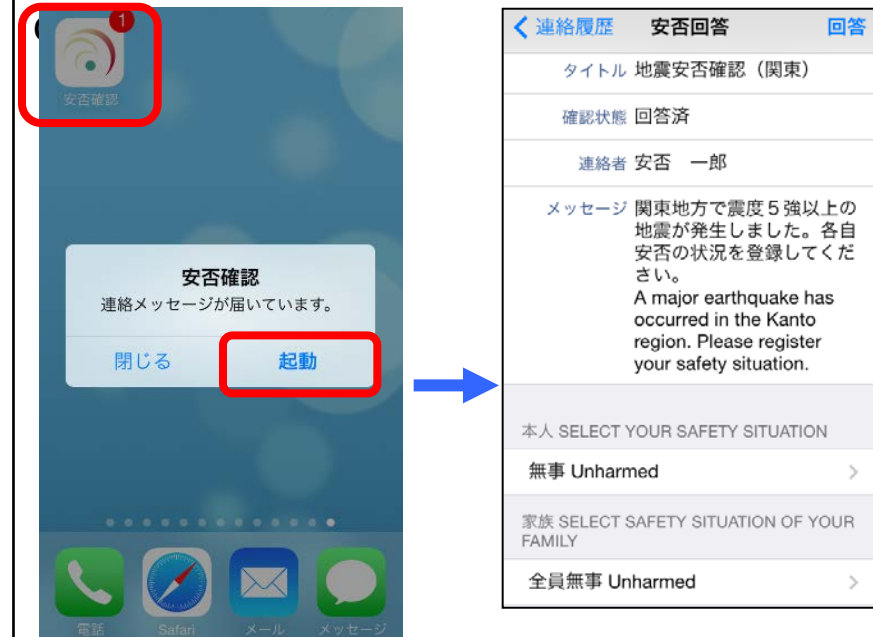 1
安否確認
安否確認
連絡メッセージが届いています。
閉じる
起動
電話
Safari
メール
メッセージ
連絡履歴
安否回答
回答
タイトル 地震安否確認（関東）
確認状態 回答済
連絡者 安否　一郎
メッセージ 関東地方で震度５強以上の
地震が発生しました。各自
安否の状況を登録してくだ
さい。
A major earthquake has
occurred in the Kanto
region. Please register
your safety situation.
本人 SELECT YOUR SAFETY SITUATION
無事 Unharmed
家族 SELECT SAFETY SITUATION OF YOUR
FAMILY
全員無事 Unharmed